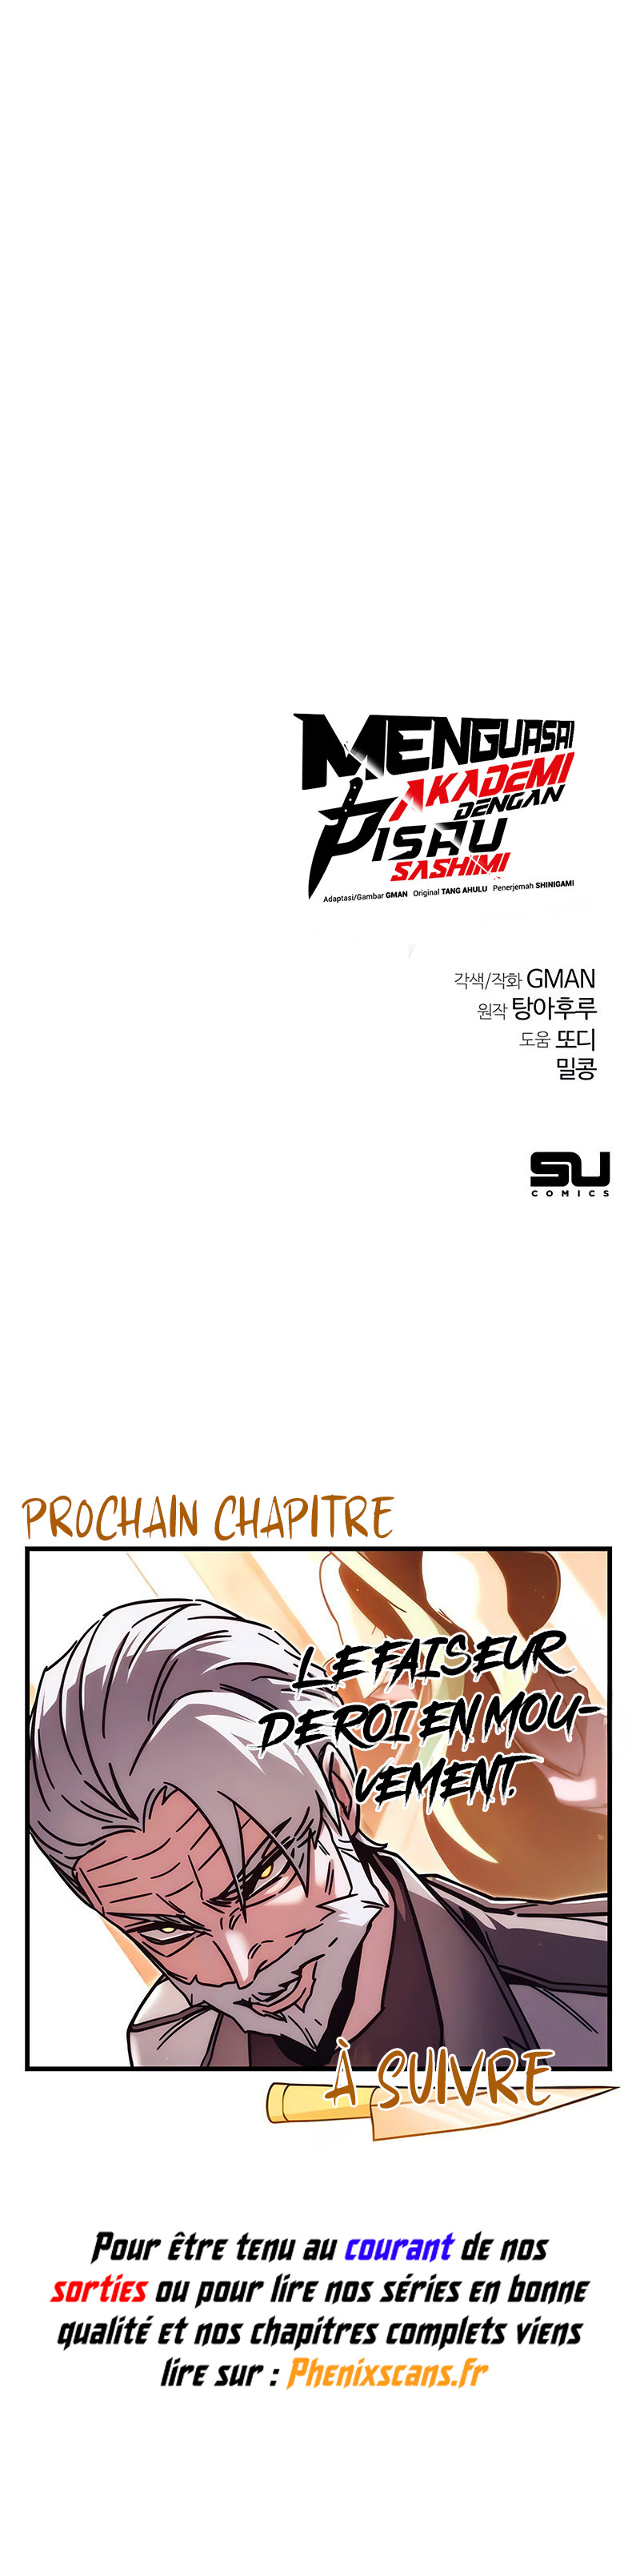 MENGUASAI
AKADEMI
DENGAN
PISAU
SASHIMI
Adaptasi/Gambar GMAN Original TANG AHULU Penerjemah SHINIGAMI
각색/작화 GMAN
원작 탕아후루
도움 또디
밀콩
SU
COMICS
PROCHAIN CHAPITRE
LE FAISEUR
DE ROI EN MOU-
VEMENT.
À SUIVRE
Pour être tenu au courant de nos
sorties ou pour lire nos séries en bonne
qualité et nos chapitres complets viens
lire sur : Phenixscans.fr